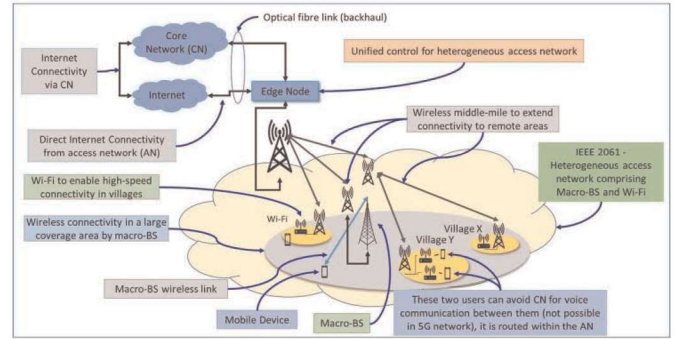 Optical fibre link (backhaul)
Core
Network (CN)
Internet
Connectivity
via CN
Internet
Edge Node
Unified control for heterogeneous access network
Direct Internet Connectivity
from access network (AN)
Wireless middle-mile to extend
connectivity to remote areas
IEEE 2061 -
Heterogeneous access
network comprising
Macro-BS and Wi-Fi
Wi-Fi to enable high-speed
connectivity in villages
Wi-Fi
Wireless connectivity in a large
coverage area by macro-BS
Village X
Village Y
Macro-BS wireless link
Mobile Device
Macro-BS
These two users can avoid CN for voice
communication between them (not possible
in 5G network), it is routed within the AN